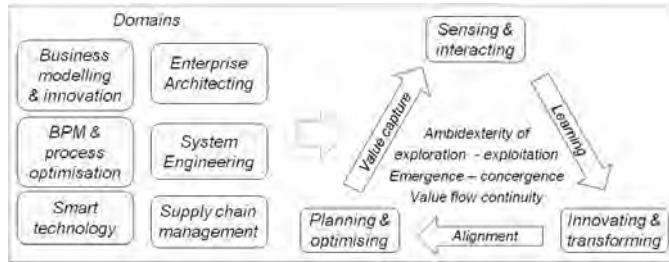 Domains
Business
modelling
& innovation
Enterprise
Architecting
BPM &
process
optimisation
System
Engineering
Smart
technology
Supply chain
management
Sensing &
interacting
Value capture
Learning
Ambidexterity of
exploration - exploitation
Emergence – concergence
Value flow continuity
Planning &
optimising
Alignment
Innovating &
transforming